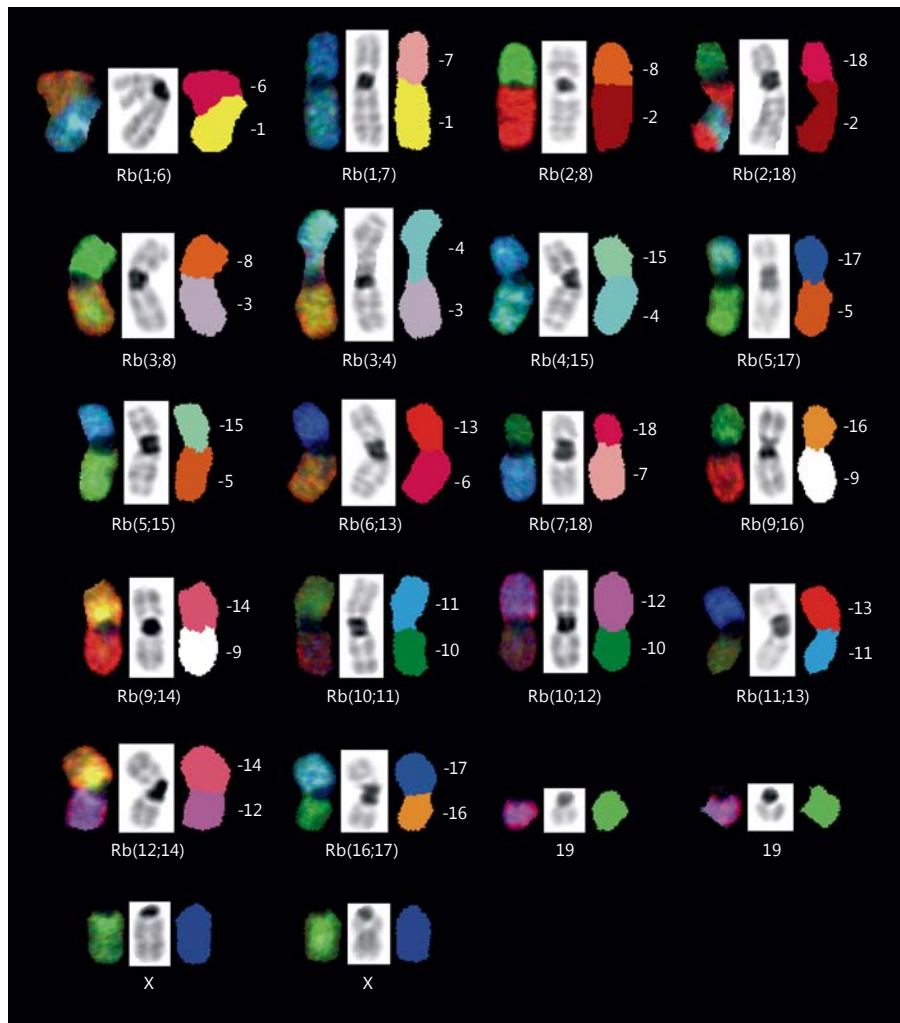 -6
-1
Rb(1;6)
-7
-1
Rb(1;7)
-8
-2
Rb(2;8)
-18
-2
Rb(2;18)
-8
-3
Rb(3;8)
-4
-3
Rb(3;4)
-15
-4
Rb(4;15)
-17
-5
Rb(5;17)
-15
-5
Rb(5;15)
-13
-6
Rb(6;13)
-18
-7
Rb(7;18)
-16
-9
Rb(9;16)
-14
-9
Rb(9;14)
-11
-10
Rb(10;11)
-12
-10
Rb(10;12)
-13
-11
Rb(11;13)
-14
-12
Rb(12;14)
-17
-16
Rb(16;17)
19
19
X
X